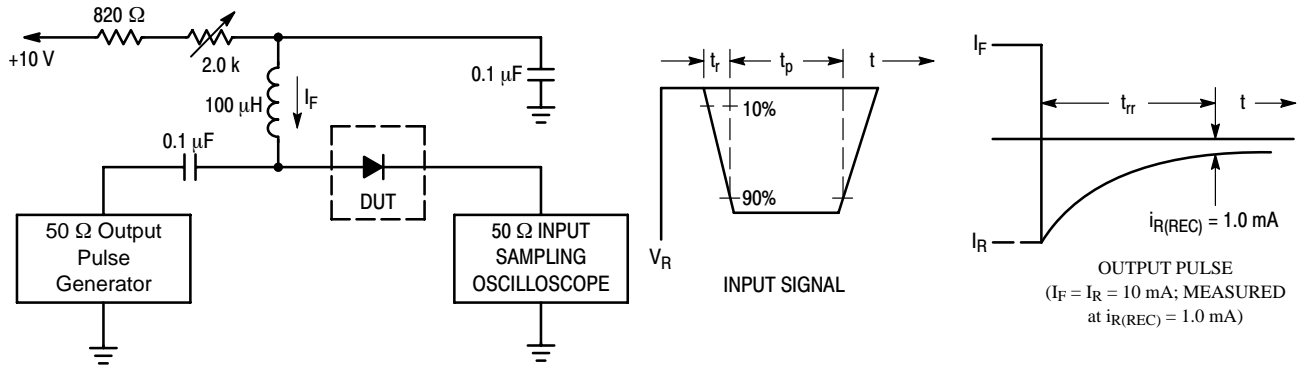 820 Ω
+10 V
2.0 k
100 μH
I_F
0.1 μF
0.1 μF
DUT
50 Ω Output
Pulse
Generator
50 Ω INPUT
SAMPLING
OSCILLOSCOPE
t_r
t_p
t
10%
90%
V_R
INPUT SIGNAL
I_F
t_rr
t
I_R
i_R(REC) = 1.0 mA
OUTPUT PULSE
(I_F = I_R = 10 mA; MEASURED
at i_R(REC) = 1.0 mA)